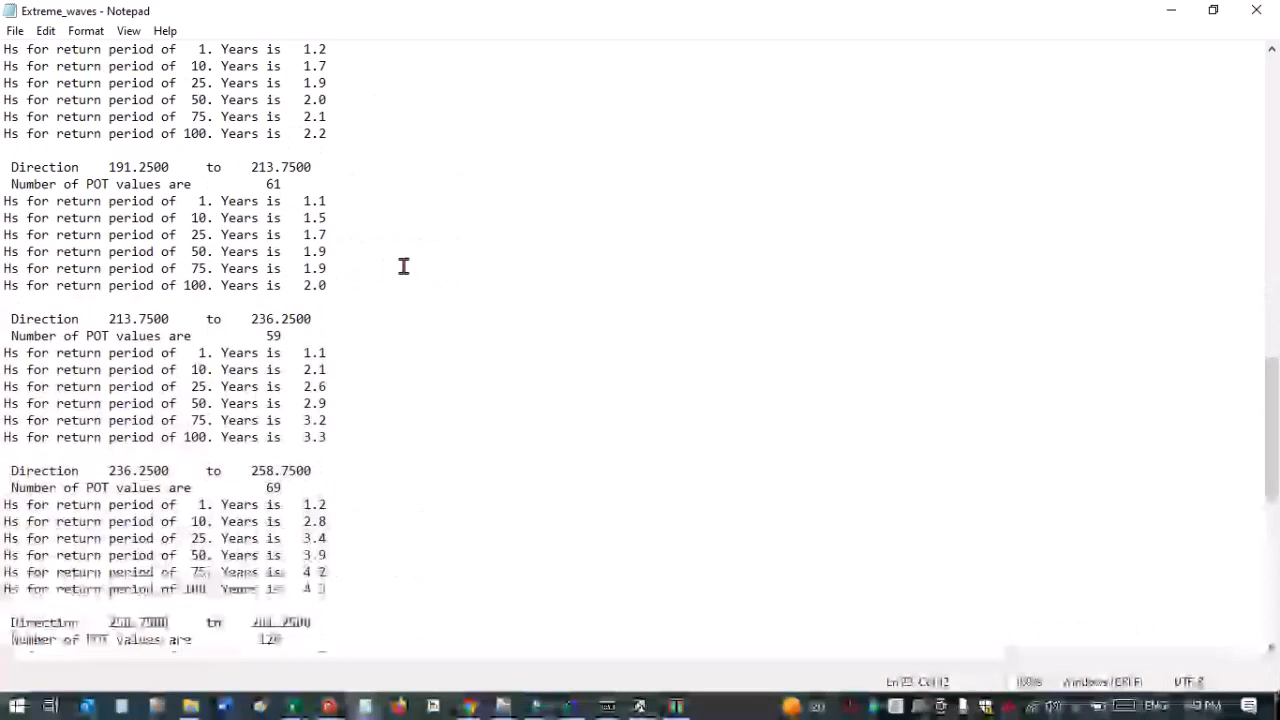 Extreme_waves - Notepad
File Edit Format View Help
Hs for return period of 1. Years is 1.2
Hs for return period of 10. Years is 1.7
Hs for return period of 25. Years is 1.9
Hs for return period of 50. Years is 2.0
Hs for return period of 75. Years is 2.1
Hs for return period of 100. Years is 2.2
Direction 191.2500 to 213.7500
Number of POT values are 61
Hs for return period of 1. Years is 1.1
Hs for return period of 10. Years is 1.5
Hs for return period of 25. Years is 1.7
Hs for return period of 50. Years is 1.9
Hs for return period of 75. Years is 1.9
Hs for return period of 100. Years is 2.0
Direction 213.7500 to 236.2500
Number of POT values are 59
Hs for return period of 1. Years is 1.1
Hs for return period of 10. Years is 2.1
Hs for return period of 25. Years is 2.6
Hs for return period of 50. Years is 2.9
Hs for return period of 75. Years is 3.2
Hs for return period of 100. Years is 3.3
Direction 236.2500 to 258.7500
Number of POT values are 69
Hs for return period of 1. Years is 1.2
Hs for return period of 10. Years is 2.8
Hs for return period of 25. Years is 3.4
Hs for return period of 50. Years is 3.9
Hs for return period of 75. Years is 4.2
Hs for return period of 100. Years is
Direction 258.7500 to
Number of POT values are
Windows (CRLF)